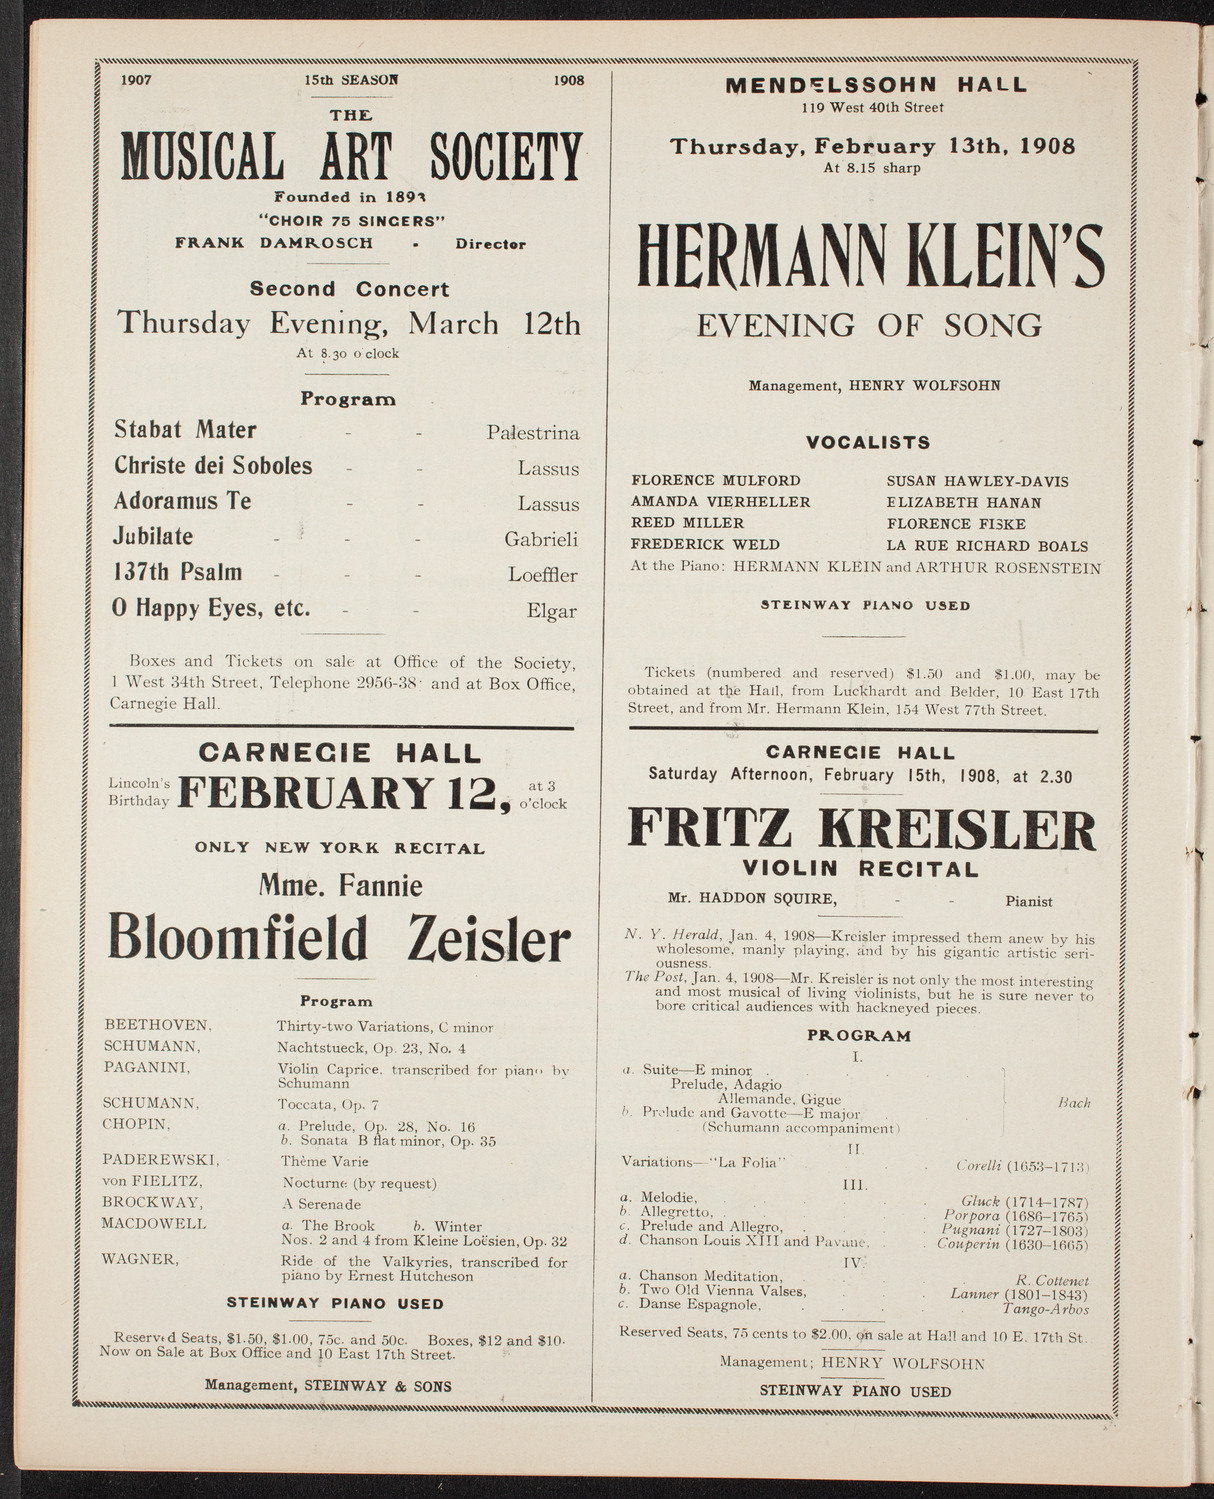 1907 15th SEASON 1908
THE
MUSICAL ART SOCIETY
Founded in 1893
"CHOIR 75 SINGERS"
FRANK DAMROSCH - Director
Second Concert
Thursday Evening, March 12th
At 8.30 o'clock
Program
Stabat Mater - - Palestrina
Christe dei Soboles - - Lassus
Adoramus Te - - Lassus
Jubilate - - - Gabrieli
137th Psalm - - - Loeffler
O Happy Eyes, etc. - - Elgar
Boxes and Tickets on sale at Office of the Society,
1 West 34th Street, Telephone 2956-38 and at Box Office,
Carnegie Hall.
CARNEGIE HALL
Lincoln's Birthday FEBRUARY 12, at 3 o'clock
ONLY NEW YORK RECITAL
Mme. Fannie
Bloomfield Zeisler
Program
BEETHOVEN, Thirty-two Variations, C minor
SCHUMANN, Nachtstueck, Op. 23, No. 4
PAGANINI, Violin Caprice, transcribed for piano by
Schumann
SCHUMANN, Toccata, Op. 7
CHOPIN, a. Prelude, Op. 28, No. 16
b. Sonata B flat minor, Op. 35
PADEREWSKI, Thème Varie
von FIELITZ, Nocturne (by request)
BROCKWAY, A Serenade
MACDOWELL a. The Brook b. Winter
Nos. 2 and 4 from Kleine Loësien, Op. 32
WAGNER, Ride of the Valkyries, transcribed for
piano by Ernest Hutcheson
STEINWAY PIANO USED
Reserved Seats, $1.50, $1.00, 75c. and 50c. Boxes, $12 and $10.
Now on Sale at Box Office and 10 East 17th Street.
Management, STEINWAY & SONS
MENDELSSOHN HALL
119 West 40th Street
Thursday, February 13th, 1908
At 8.15 sharp
HERMANN KLEIN'S
EVENING OF SONG
Management, HENRY WOLFSOHN
VOCALISTS
FLORENCE MULFORD SUSAN HAWLEY-DAVIS
AMANDA VIERHELLER ELIZABETH HANAN
REED MILLER FLORENCE FISKE
FREDERICK WELD LA RUE RICHARD BOALS
At the Piano: HERMANN KLEIN and ARTHUR ROSENSTEIN
STEINWAY PIANO USED
Tickets (numbered and reserved) $1.50 and $1.00, may be
obtained at the Hall, from Luckhardt and Belder, 10 East 17th
Street, and from Mr. Hermann Klein, 154 West 77th Street.
CARNEGIE HALL
Saturday Afternoon, February 15th, 1908, at 2.30
FRITZ KREISLER
VIOLIN RECITAL
Mr. HADDON SQUIRE, - - Pianist
N. Y. Herald, Jan. 4, 1908—Kreisler impressed them anew by his
wholesome, manly playing, and by his gigantic artistic seri-
ousness.
The Post, Jan. 4, 1908—Mr. Kreisler is not only the most interesting
and most musical of living violinists, but he is sure never to
bore critical audiences with hackneyed pieces.
PROGRAM
I.
a. Suite—E minor
Prelude, Adagio
Allemande, Gigue
b. Prelude and Gavotte—E major
(Schumann accompaniment)
Bach
II.
Variations—"La Folia" Corelli (1653–1713)
III.
a. Melodie, Gluck (1714–1787)
b. Allegretto, Porpora (1686–1765)
c. Prelude and Allegro, Pugnani (1727–1803)
d. Chanson Louis XIII and Pavane, Couperin (1630–1665)
IV.
a. Chanson Meditation, R. Cottenet
b. Two Old Vienna Valses, Lanner (1801–1843)
c. Danse Espagnole, Tango-Arbos
Reserved Seats, 75 cents to $2.00, on sale at Hall and 10 E. 17th St.
Management; HENRY WOLFSOHN
STEINWAY PIANO USED